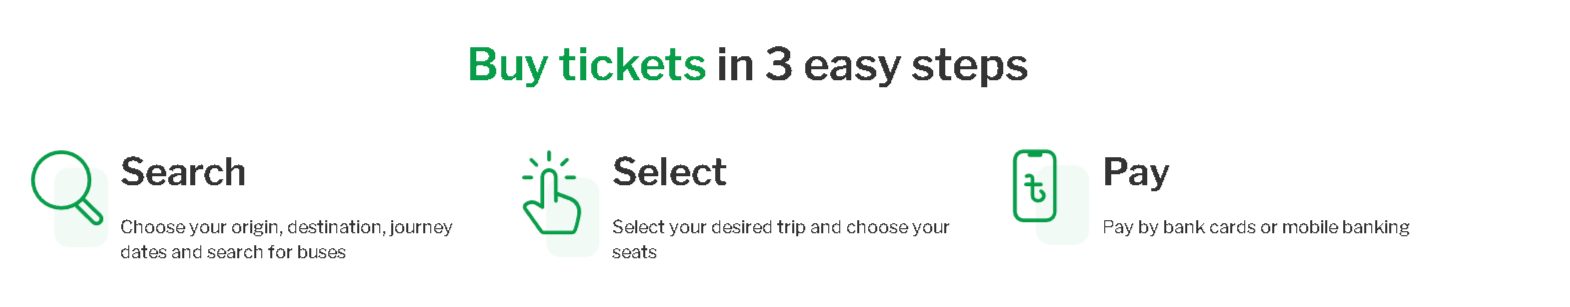 Buy tickets in 3 easy steps
Search
Choose your origin, destination, journey
dates and search for buses
Select
Select your desired trip and choose your
seats
৳
Pay
Pay by bank cards or mobile banking